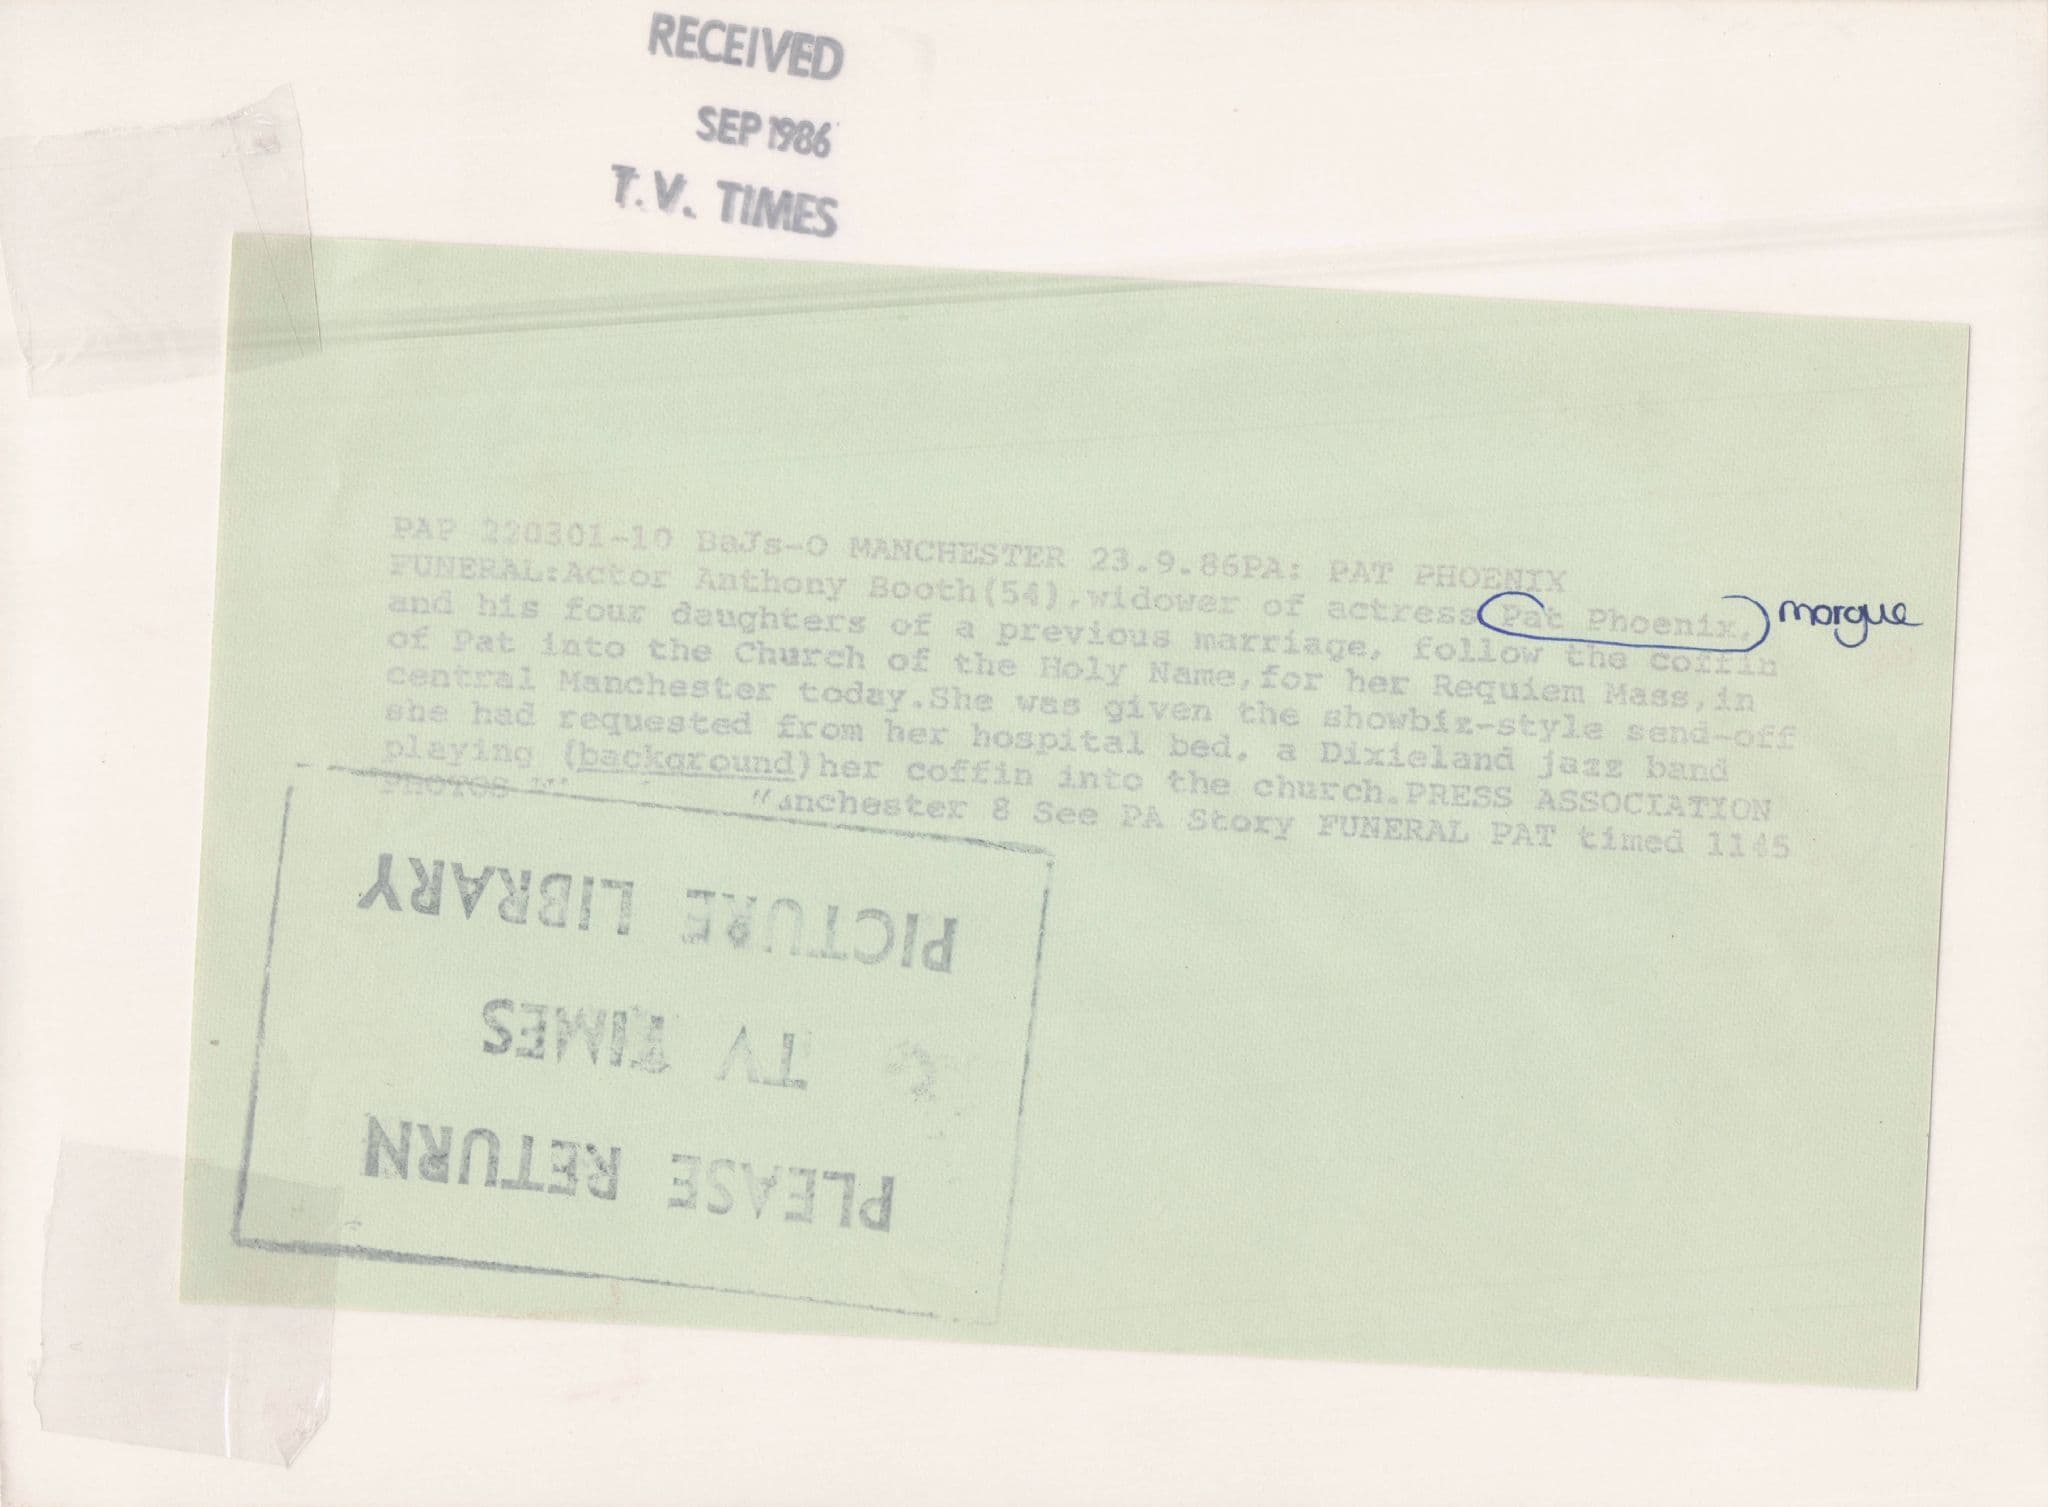 RECEIVED
SEP 1986
T.V. TIMES
PAP 220301-10 BaJs-O MANCHESTER 23.9.86PA: PAT PHOENIX
FUNERAL:Actor Anthony Booth(54),widower of actress Pat Phoenix, morgue
and his four daughters of a previous marriage, follow the coffin
of Pat into the Church of the Holy Name,for her Requiem Mass,in
central Manchester today.She was given the showbiz-style send-off
she had requested from her hospital bed, a Dixieland jazz band
playing (background)her coffin into the church.PRESS ASSOCIATION
PHOTOS anchester 8 See PA Story FUNERAL PAT timed 1145
PLEASE RETURN
TV TIMES
PICTURE LIBRARY